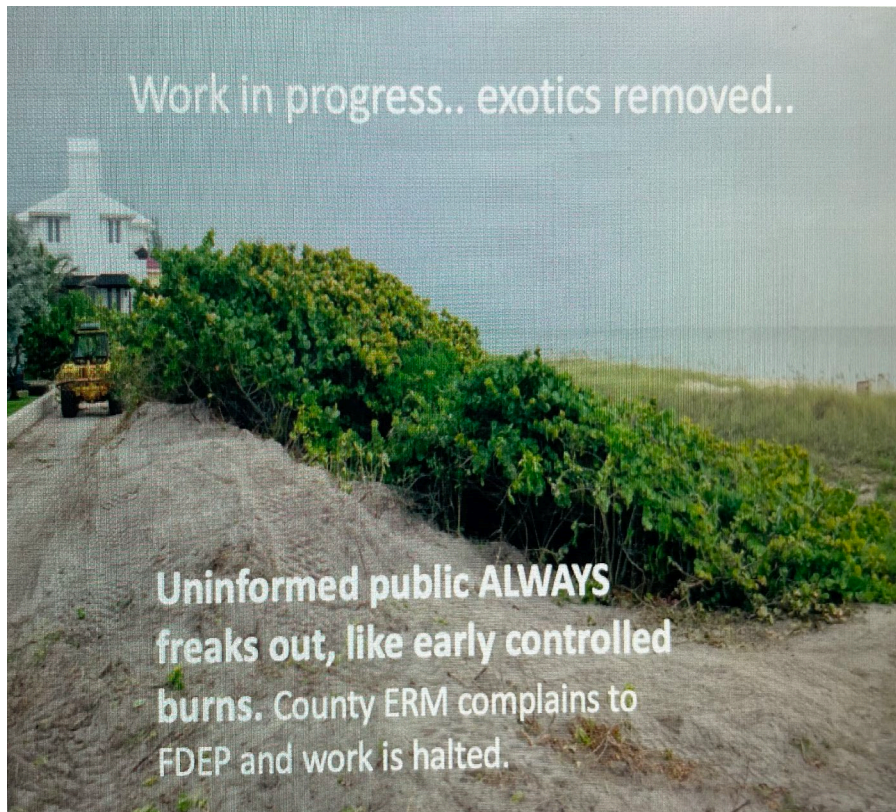 Work in progress.. exotics removed..
Uninformed public ALWAYS
freaks out, like early controlled
burns. County ERM complains to
FDEP and work is halted.